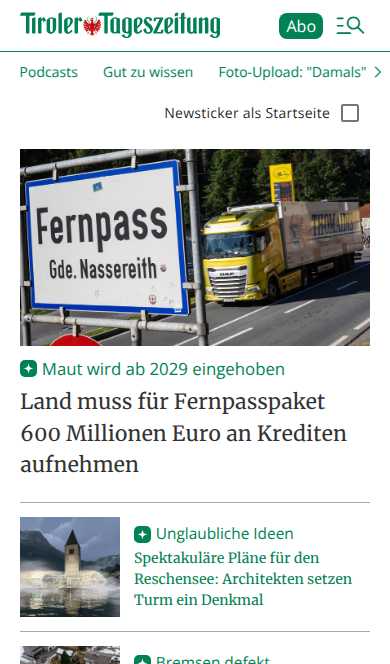 Tiroler Tageszeitung
Abo
Podcasts
Gut zu wissen
Foto-Upload: "Damals"
Newsticker als Startseite
Fernpass
Gde. Nassereith
Maut wird ab 2029 eingehoben
Land muss für Fernpasspaket
600 Millionen Euro an Krediten
aufnehmen
Unglaubliche Ideen
Spektakuläre Pläne für den
Reschensee: Architekten setzen
Turm ein Denkmal
Bremsen defekt